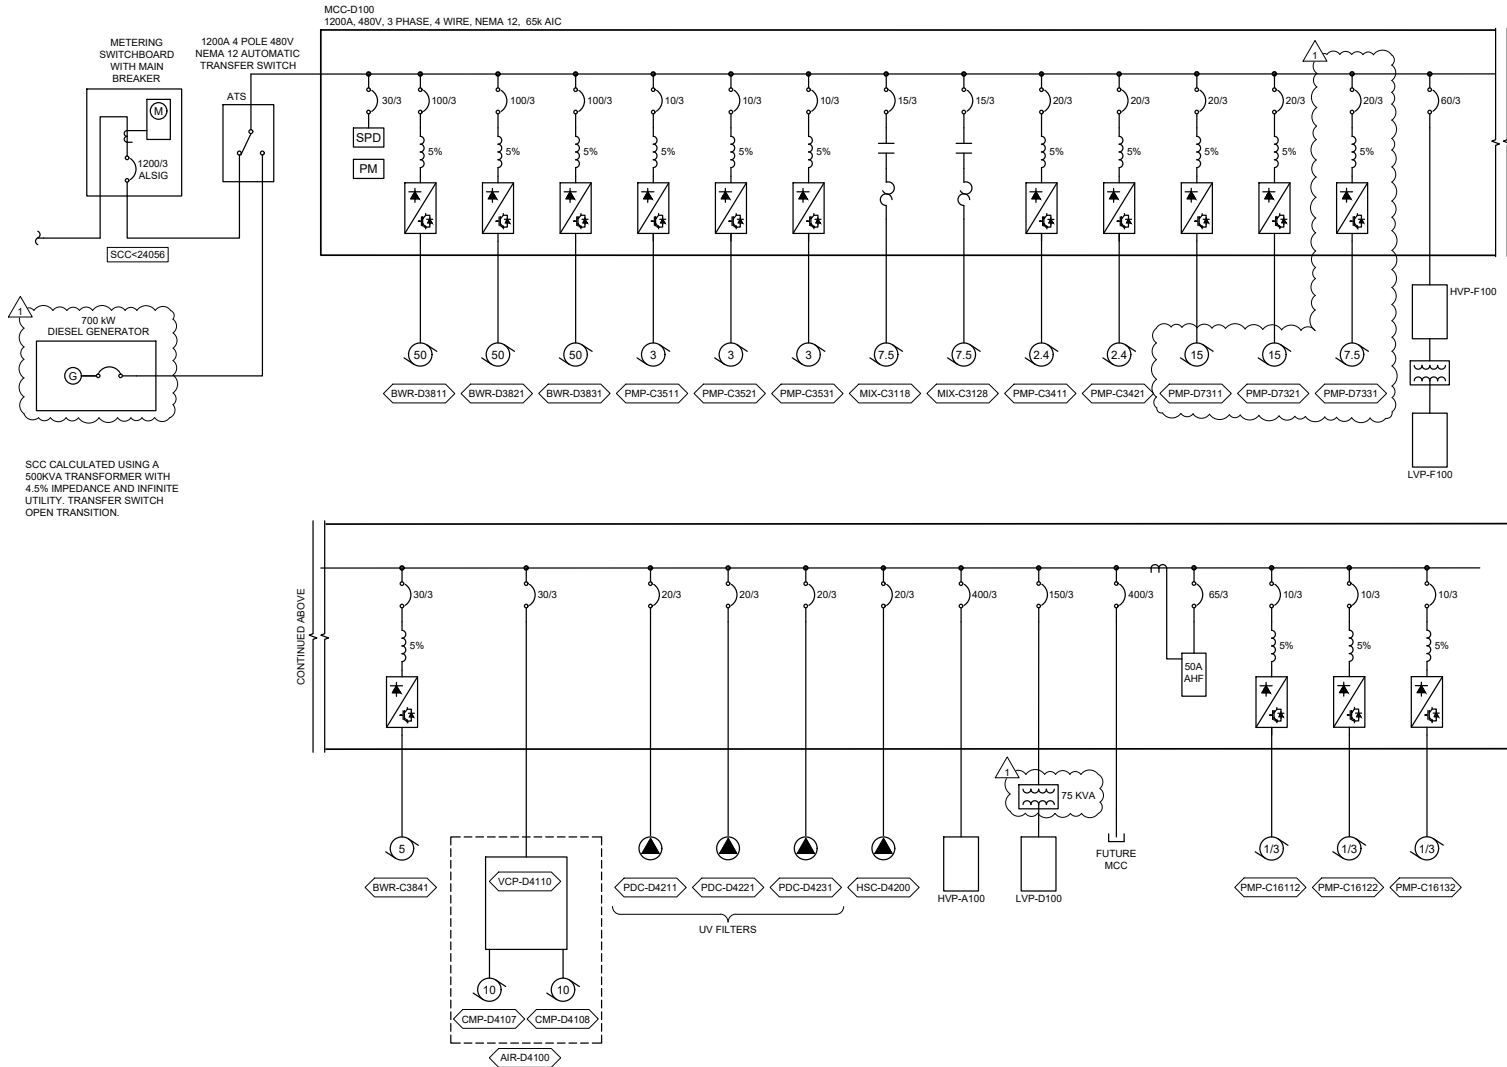 MCC-D100
1200A, 480V, 3 PHASE, 4 WIRE, NEMA 12, 65k AIC
METERING
SWITCHBOARD
WITH MAIN
BREAKER
1200A 4 POLE 480V
NEMA 12 AUTOMATIC
TRANSFER SWITCH
ATS
M
1200/3
ALSIG
SCC<24056
1
700 kW
DIESEL GENERATOR
G
SCC CALCULATED USING A
500KVA TRANSFORMER WITH
4.5% IMPEDANCE AND INFINITE
UTILITY. TRANSFER SWITCH
OPEN TRANSITION.
1
30/3 100/3 100/3 100/3 10/3 10/3 10/3 15/3 15/3 20/3 20/3 20/3 20/3 20/3 60/3
SPD
PM
5% 5% 5% 5% 5% 5% 5% 5% 5% 5% 5%
50 50 50 3 3 3 7.5 7.5 2.4 2.4 15 15 7.5
BWR-D3811 BWR-D3821 BWR-D3831 PMP-C3511 PMP-C3521 PMP-C3531 MIX-C3118 MIX-C3128 PMP-C3411 PMP-C3421 PMP-D7311 PMP-D7321 PMP-D7331
HVP-F100
LVP-F100
CONTINUED ABOVE
30/3 30/3 20/3 20/3 20/3 20/3 400/3 150/3 400/3 65/3 10/3 10/3 10/3
5% 5% 5% 5%
50A
AHF
1
75 KVA
5
BWR-C3841
VCP-D4110
10 10
CMP-D4107 CMP-D4108
AIR-D4100
PDC-D4211 PDC-D4221 PDC-D4231 HSC-D4200
UV FILTERS
HVP-A100
LVP-D100
FUTURE
MCC
1/3 1/3 1/3
PMP-C16112 PMP-C16122 PMP-C16132